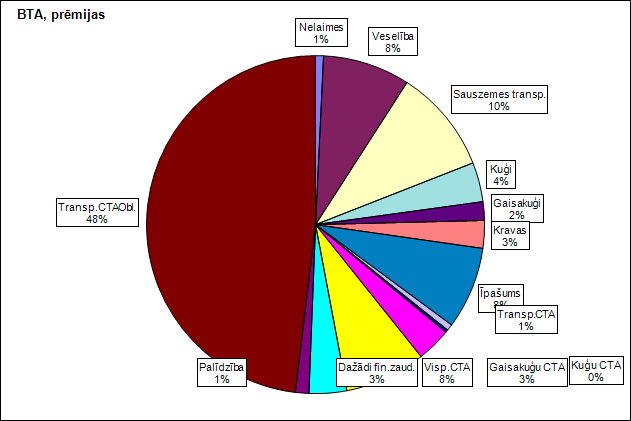 BTA, prēmijas
Nelaimes
1%
Veselība
8%
Sauszemes transp.
10%
Kuģi
4%
Gaisakuģi
2%
Kravas
3%
Īpašums
8%
Transp.CTA
1%
Kuģu CTA
0%
Gaisakuģu CTA
3%
Visp.CTA
8%
Dažādi fin.zaud.
3%
Palīdzība
1%
Transp.CTAObl.
48%